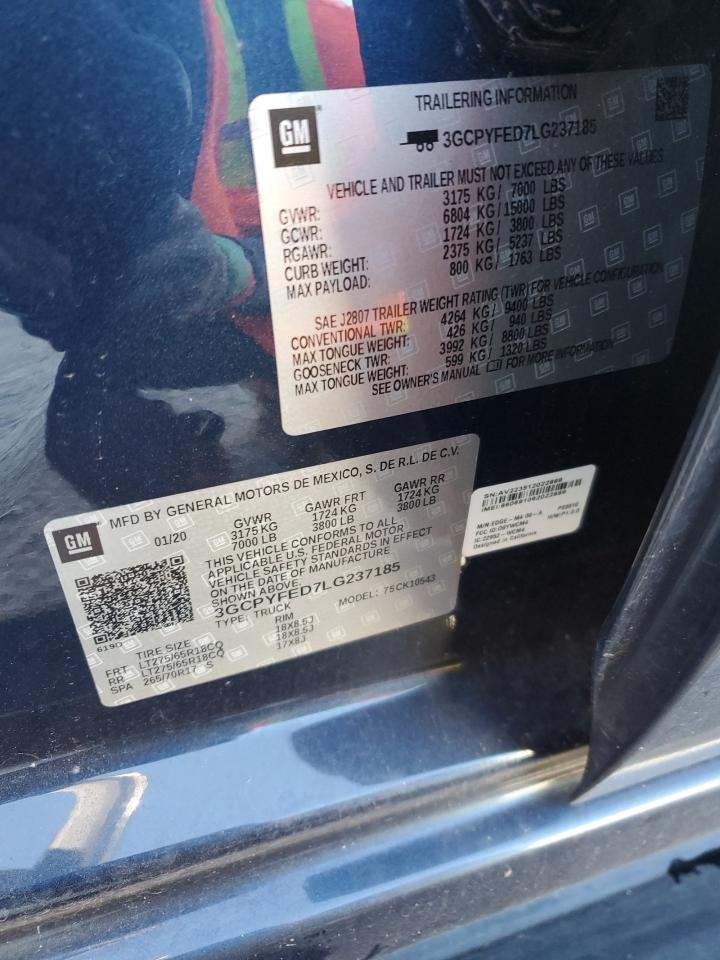 GM
TRAILERING INFORMATION
3GCPYFED7LG237185
VEHICLE AND TRAILER MUST NOT EXCEED ANY OF THESE VALUES
GVWR: 3175 KG/ 7000 LBS
GCWR: 6804 KG/15000 LBS
RGAWR: 1724 KG/ 3800 LBS
CURB WEIGHT: 2375 KG/ 5237 LBS
MAX PAYLOAD: 800 KG/ 1763 LBS
SAE J2807 TRAILER WEIGHT RATING (TWR) FOR VEHICLE CONFIGURATION
CONVENTIONAL TWR: 4264 KG/ 9400 LBS
MAX TONGUE WEIGHT: 426 KG/ 940 LBS
GOOSENECK TWR: 3992 KG/ 8800 LBS
MAX TONGUE WEIGHT: 599 KG/ 1320 LBS
SEE OWNER'S MANUAL FOR MORE INFORMATION
GM
MFD BY GENERAL MOTORS DE MEXICO, S. DE R.L. DE C.V.
01/20 GVWR GAWR FRT GAWR RR
3175 KG 1724 KG 1724 KG
7000 LB 3800 LB 3800 LB
THIS VEHICLE CONFORMS TO ALL
APPLICABLE U.S. FEDERAL MOTOR
VEHICLE SAFETY STANDARDS IN EFFECT
ON THE DATE OF MANUFACTURE
3GCPYFED7LG237185
TYPE: TRUCK MODEL: 75CK10543
6190
TIRE SIZE RIM
FRT LT275/65R18CQ 18X8.5J
RR LT275/65R18CQ 18X8.5J
SPA 265/70R17 S 17X8J
M/N:EDGE-M4 00-A
Designed in California